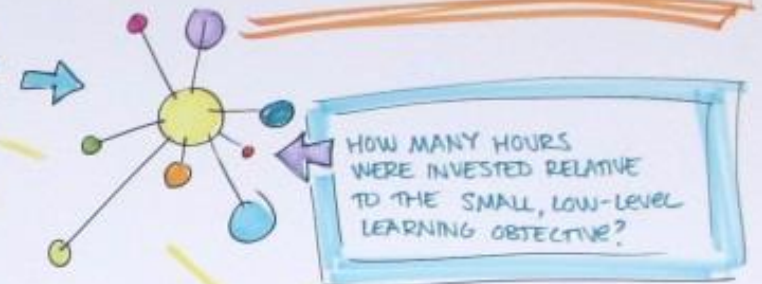 HOW MANY HOURS
WERE INVESTED RELATIVE
TO THE SMALL, LOW-LEVEL
LEARNING OBJECTIVE?